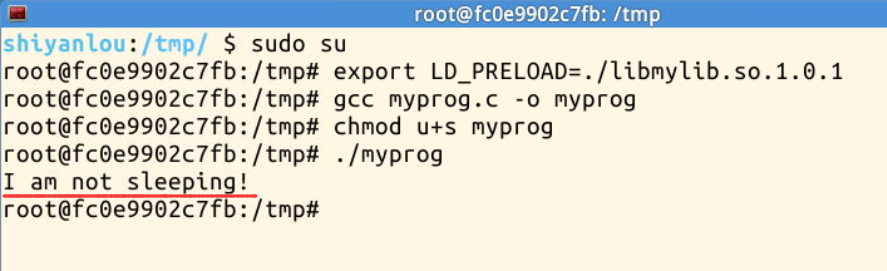 root@fc0e9902c7fb: /tmp
shiyanlou:/tmp/ $ sudo su
root@fc0e9902c7fb:/tmp# export LD_PRELOAD=./libmylib.so.1.0.1
root@fc0e9902c7fb:/tmp# gcc myprog.c -o myprog
root@fc0e9902c7fb:/tmp# chmod u+s myprog
root@fc0e9902c7fb:/tmp# ./myprog
I am not sleeping!
root@fc0e9902c7fb:/tmp#